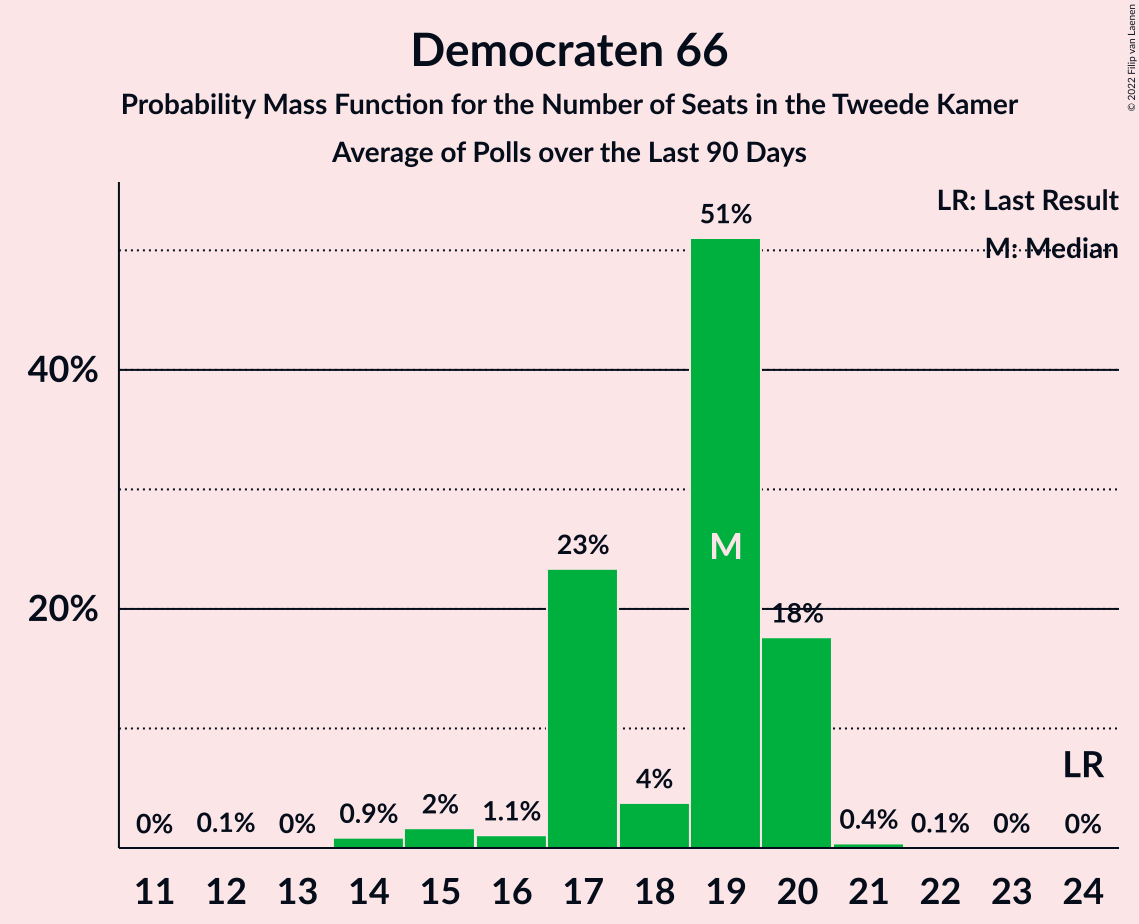 Democraten 66
Probability Mass Function for the Number of Seats in the Tweede Kamer
Average of Polls over the Last 90 Days
© 2022 Filip van Laenen
LR: Last Result
M: Median
51%
40%
23%
M
20%
18%
LR
0%
0.1%
0%
0.9%
2%
1.1%
4%
0.4%
0.1%
0%
0%
11 12 13 14 15 16 17 18 19 20 21 22 23 24